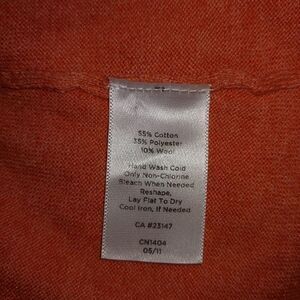 55% Cotton
35% Polyester
10% Wool
Hand Wash Cold
Only Non-Chlorine
Bleach When Needed
Reshape,
Lay Flat To Dry
Cool Iron, If Needed
CA #23147
CN1404
05/11